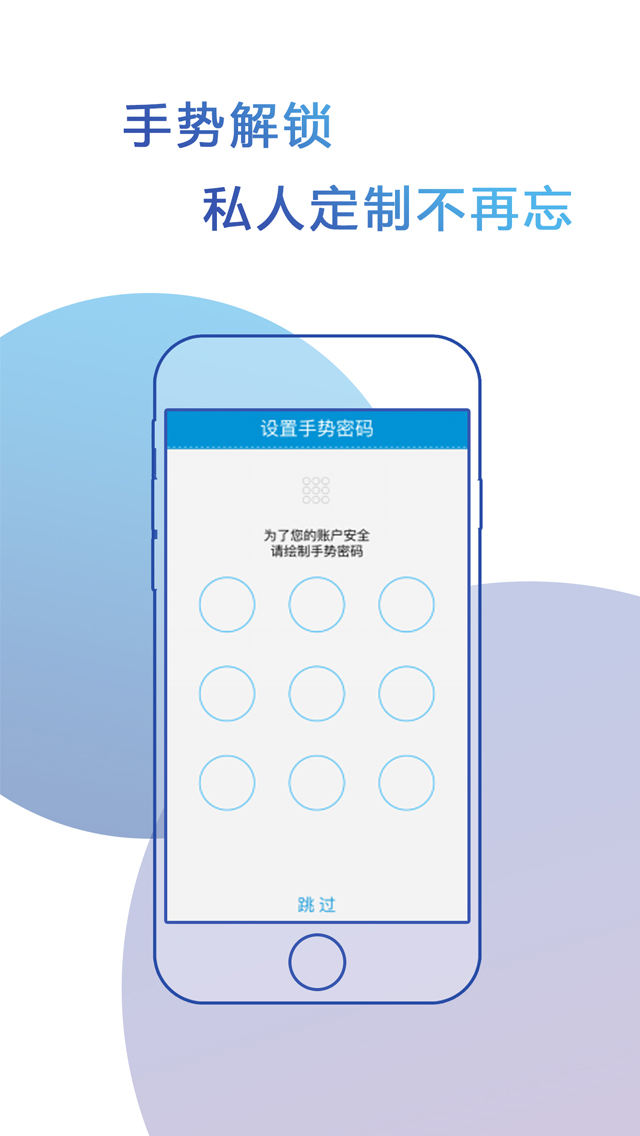 手势解锁
私人定制不再忘
设置手势密码
为了您的账户安全
请绘制手势密码
跳过